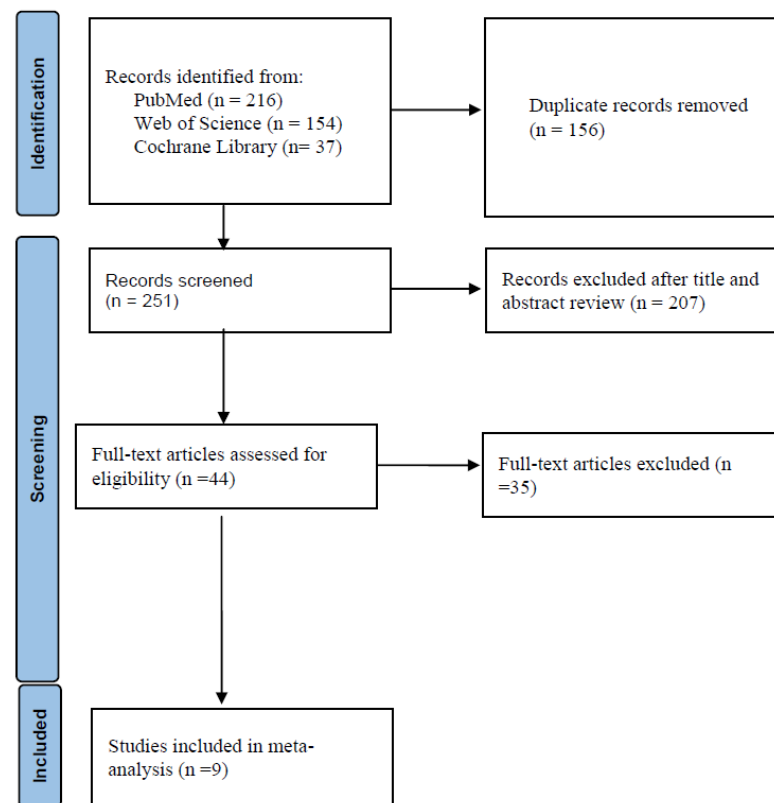 Identification
Records identified from:
PubMed (n = 216)
Web of Science (n = 154)
Cochrane Library (n= 37)
Duplicate records removed
(n = 156)
Screening
Records screened
(n = 251)
Records excluded after title and
abstract review (n = 207)
Full-text articles assessed for
eligibility (n =44)
Full-text articles excluded (n
=35)
Included
Studies included in meta-
analysis (n =9)